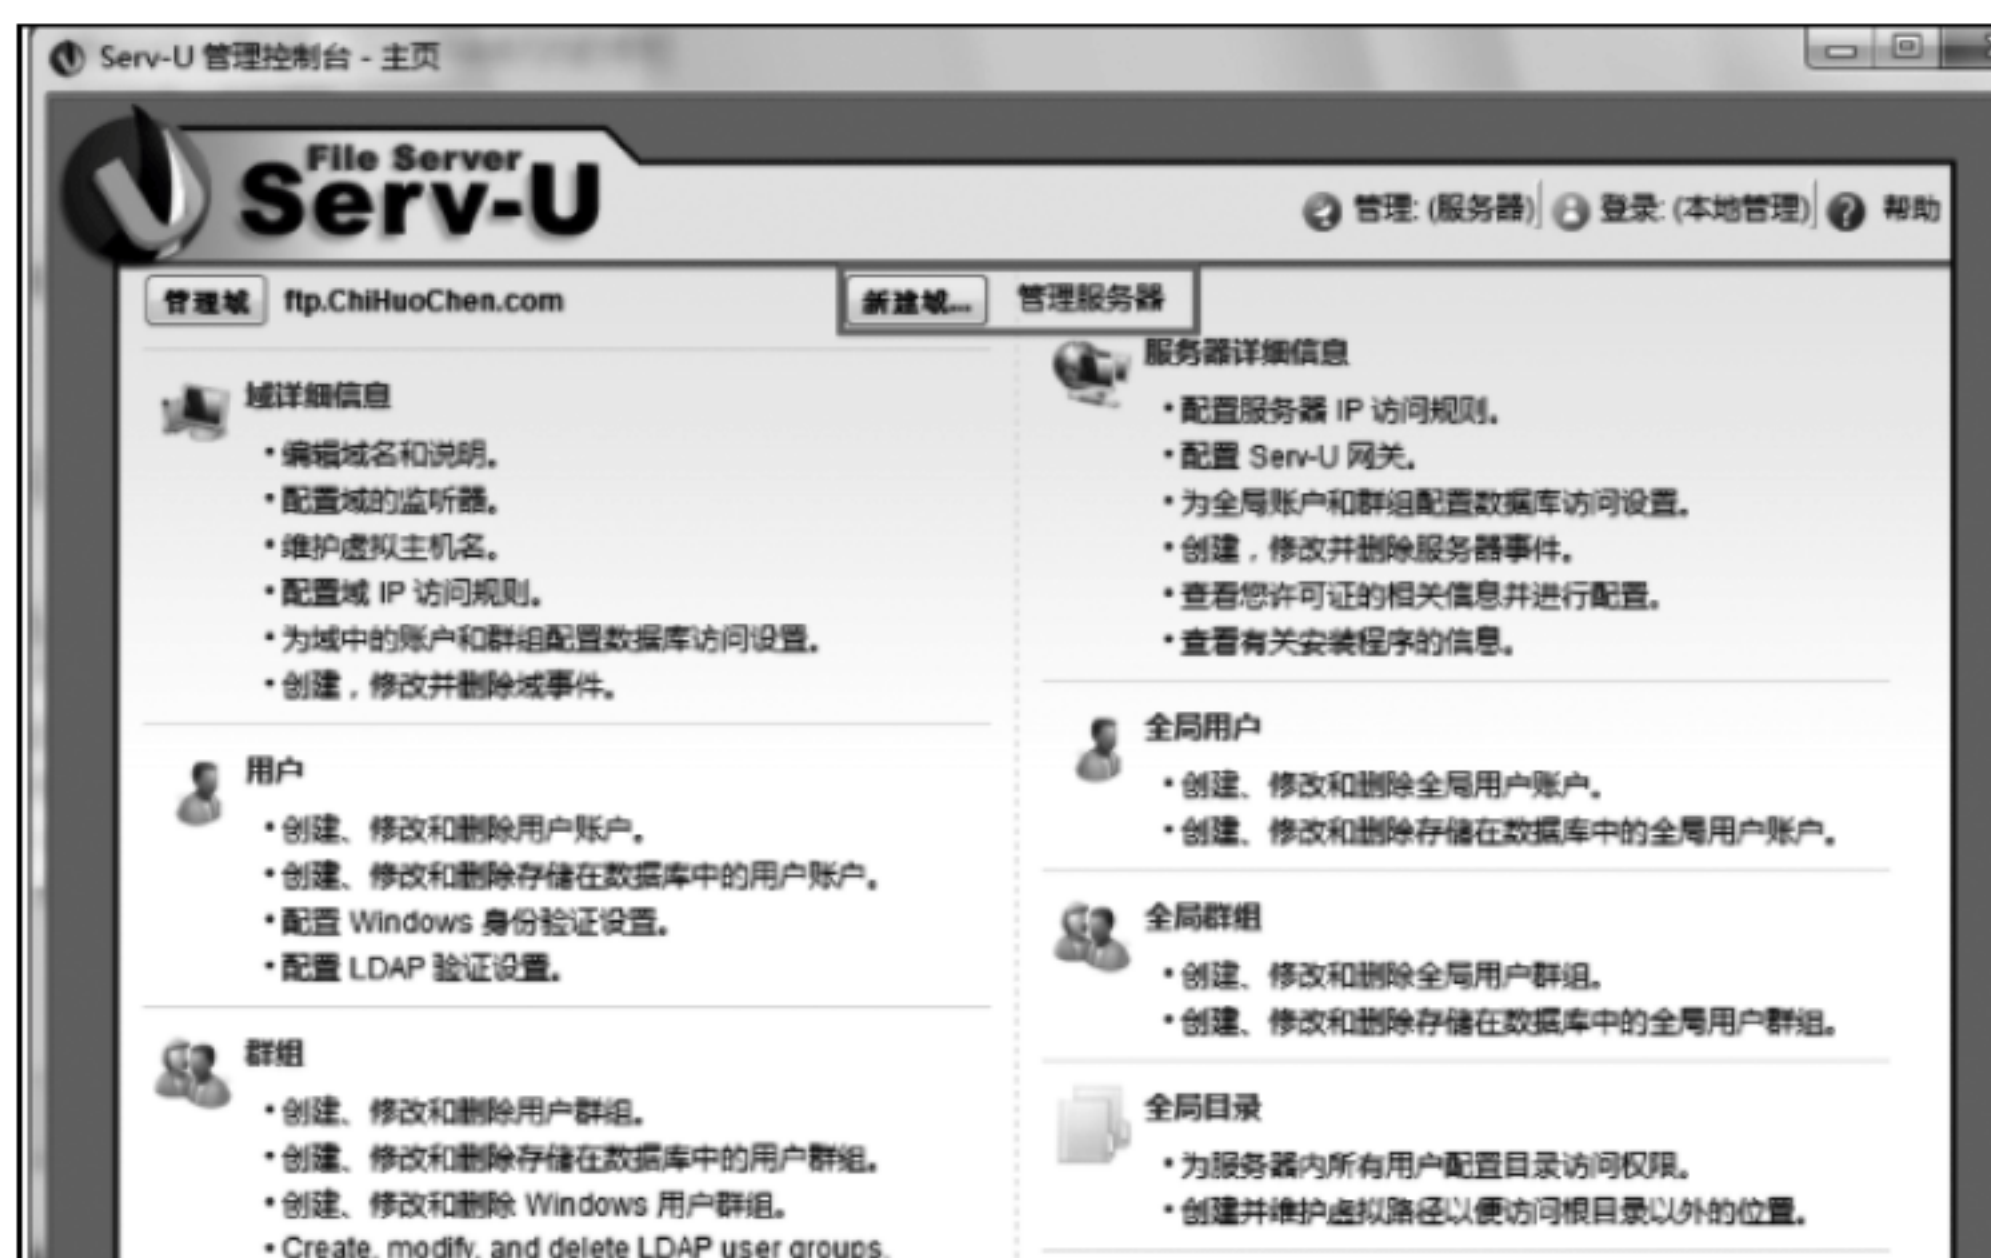 Serv-U 管理控制台 - 主页
File Server
Serv-U
管理: (服务器) 登录: (本地管理) 帮助
管理域 ftp.ChiHuoChen.com 新建域...
域详细信息
•编辑域名和说明。
•配置域的监听器。
•维护虚拟主机名。
•配置域 IP 访问规则。
•为域中的账户和群组配置数据库访问设置。
•创建，修改并删除域事件。
用户
•创建、修改和删除用户账户。
•创建、修改和删除存储在数据库中的用户账户。
•配置 Windows 身份验证设置。
•配置 LDAP 验证设置。
群组
•创建、修改和删除用户群组。
•创建、修改和删除存储在数据库中的用户群组。
•创建、修改和删除 Windows 用户群组。
•Create, modify, and delete LDAP user groups.
管理服务器
服务器详细信息
•配置服务器 IP 访问规则。
•配置 Serv-U 网关。
•为全局账户和群组配置数据库访问设置。
•创建，修改并删除服务器事件。
•查看您许可证的相关信息并进行配置。
•查看有关安装程序的信息。
全局用户
•创建、修改和删除全局用户账户。
•创建、修改和删除存储在数据库中的全局用户账户。
全局群组
•创建、修改和删除全局用户群组。
•创建、修改和删除存储在数据库中的全局用户群组。
全局目录
•为服务器内所有用户配置目录访问权限。
•创建并维护虚拟路径以便访问根目录以外的位置。